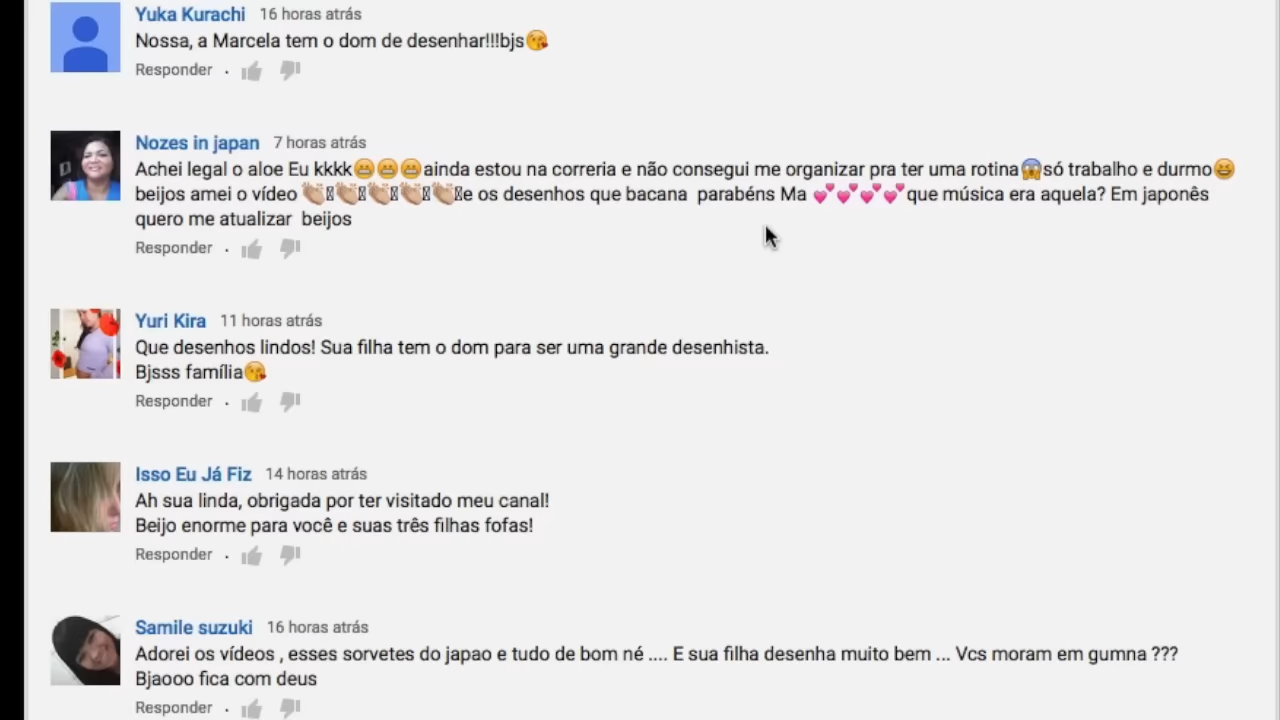 Yuka Kurachi 16 horas atrás
Nossa, a Marcela tem o dom de desenhar!!!bjs😘
Responder ·
Nozes in japan 7 horas atrás
Achei legal o aloe Eu kkkk😁😁😁ainda estou na correria e não consegui me organizar pra ter uma rotina😱só trabalho e durmo😆
beijos amei o vídeo 👏👏👏👏👏e os desenhos que bacana parabéns Ma 💕💕💕💕que música era aquela? Em japonês
quero me atualizar beijos
Responder ·
Yuri Kira 11 horas atrás
Que desenhos lindos! Sua filha tem o dom para ser uma grande desenhista.
Bjsss família😘
Responder ·
Isso Eu Já Fiz 14 horas atrás
Ah sua linda, obrigada por ter visitado meu canal!
Beijo enorme para você e suas três filhas fofas!
Responder ·
Samile suzuki 16 horas atrás
Adorei os vídeos , esses sorvetes do japao e tudo de bom né .... E sua filha desenha muito bem ... Vcs moram em gumna ???
Bjaooo fica com deus
Responder ·